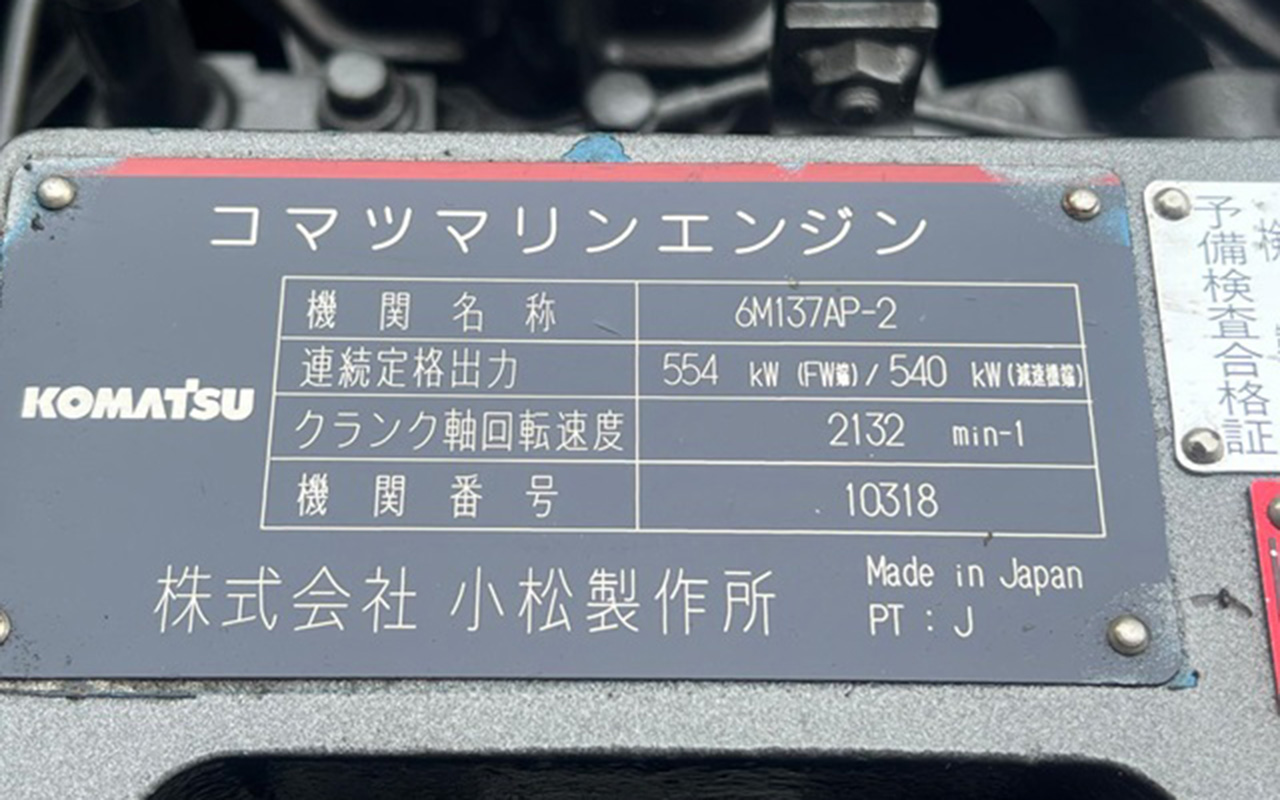 コマツマリンエンジン
機関名称 6M137AP-2
連続定格出力 554 kW (FW端) / 540 kW (減速機端)
KOMATSU
クランク軸回転速度 2132 min-1
機関番号 10318
株式会社 小松製作所
Made in Japan
PT : J
予備検査合格証
検